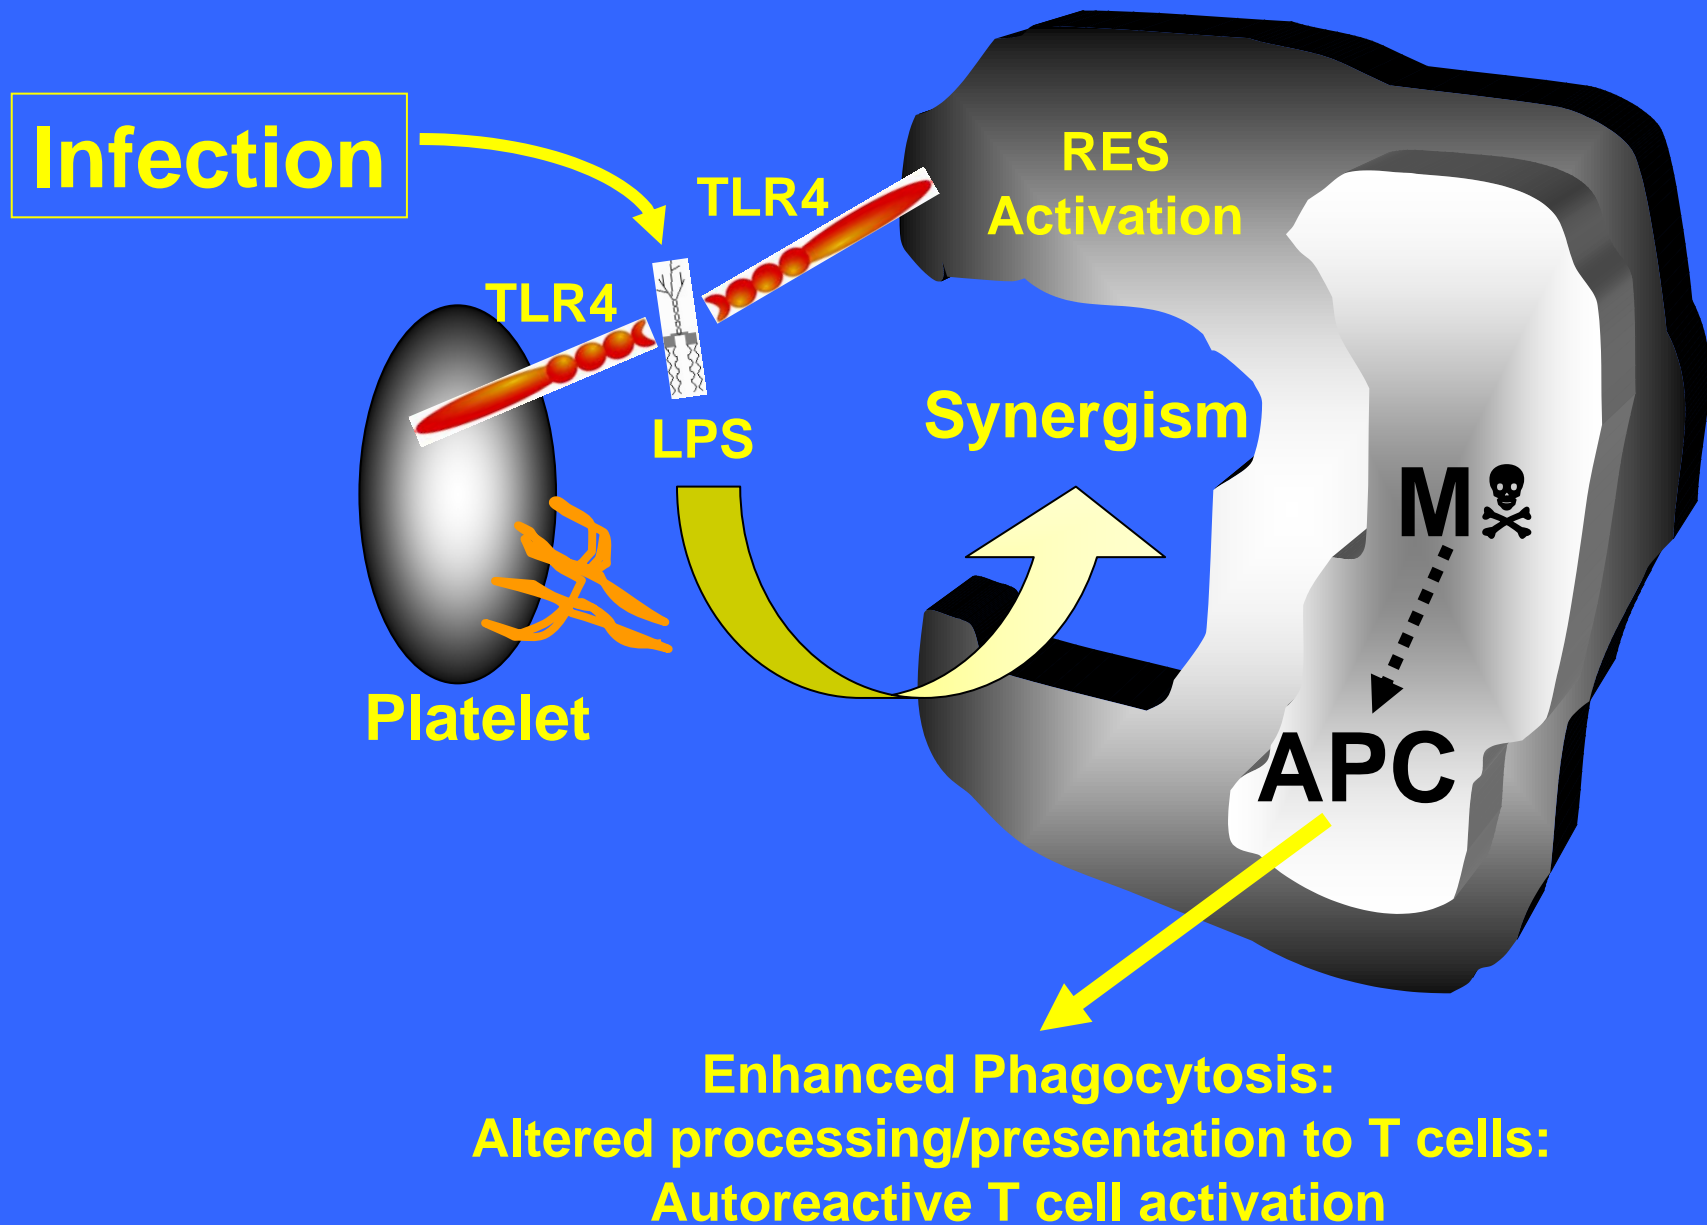 Infection
TLR4
RES
Activation
TLR4
LPS
Synergism
M☠
Platelet
APC
Enhanced Phagocytosis:
Altered processing/presentation to T cells:
Autoreactive T cell activation